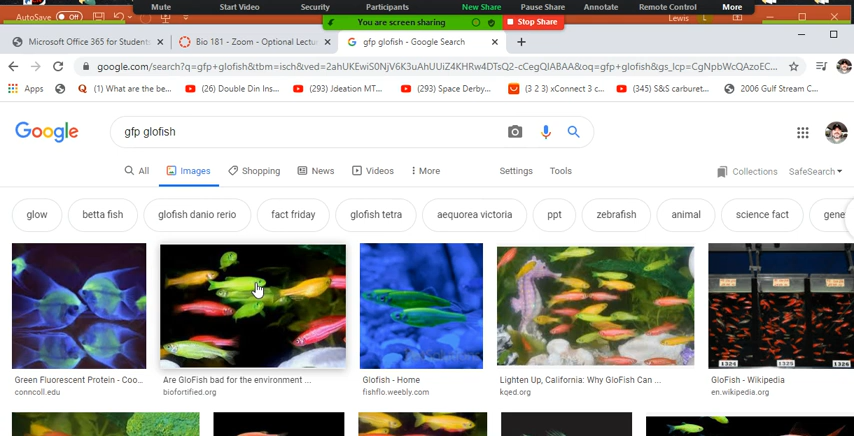 Mute Start Video Security Participants New Share Pause Share Annotate Remote Control More
AutoSave Off You are screen sharing Stop Share Lewis L
Microsoft Office 365 for Student: Bio 181 - Zoom - Optional Lectur gfp glofish - Google Search
google.com/search?q=gfp+glofish&tbm=isch&ved=2ahUKEwiS0NjV6K3uAhUUiZ4KHRw4DTsQ2-cCegQIABAA&oq=gfp+glofish&gs_lcp=CgNpbWcQAzoEC...
Apps (1) What are the be... (26) Double Din Ins... (293) Jdeation MT... (293) Space Derby... (3 2 3) xConnect 3 c... (345) S&S carburet... 2006 Gulf Stream C...
Google gfp glofish
All Images Shopping News Videos More Settings Tools Collections SafeSearch
glow betta fish glofish danio rerio fact friday glofish tetra aequorea victoria ppt zebrafish animal science fact gene
1324 1325
Green Fluorescent Protein - Coo... Are GloFish bad for the environment ... Glofish - Home Lighten Up, California: Why GloFish Can ... GloFish - Wikipedia
conncoll.edu biofortified.org fishflo.weebly.com kqed.org en.wikipedia.org